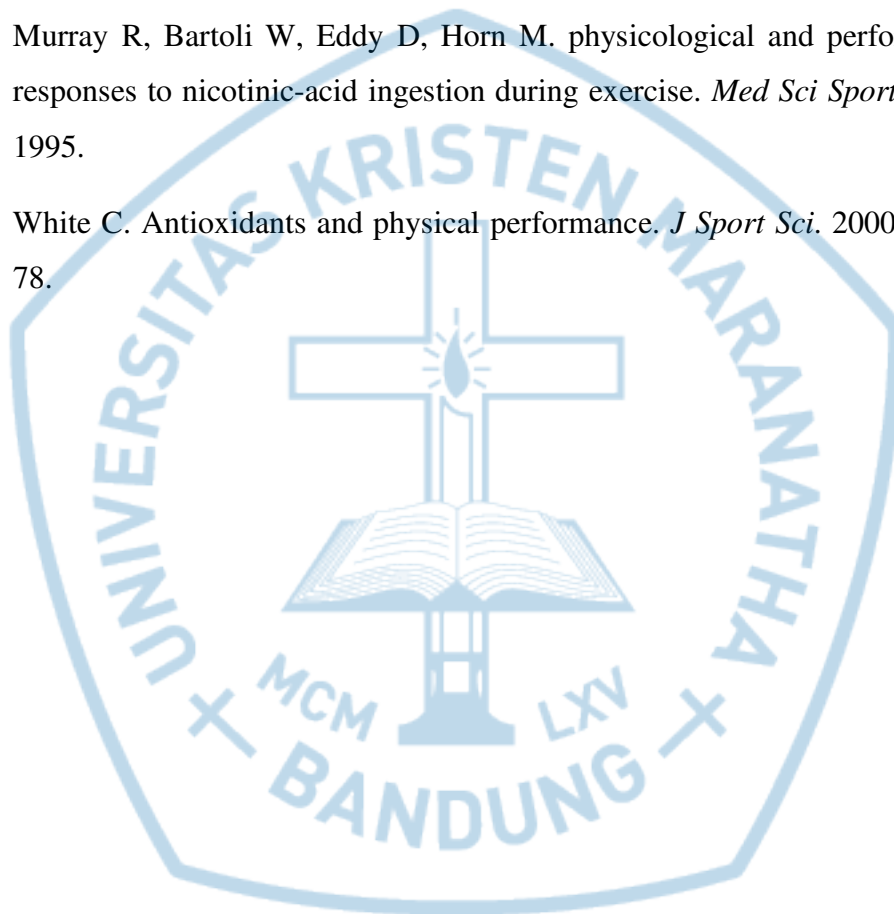 Murray R, Bartoli W, Eddy D, Horn M. physicological and perfo
responses to nicotinic-acid ingestion during exercise. Med Sci Sport
1995.
White C. Antioxidants and physical performance. J Sport Sci. 2000
78.
UNIVERSITAS KRISTEN MARANATHA
MCM LXV
BANDUNG